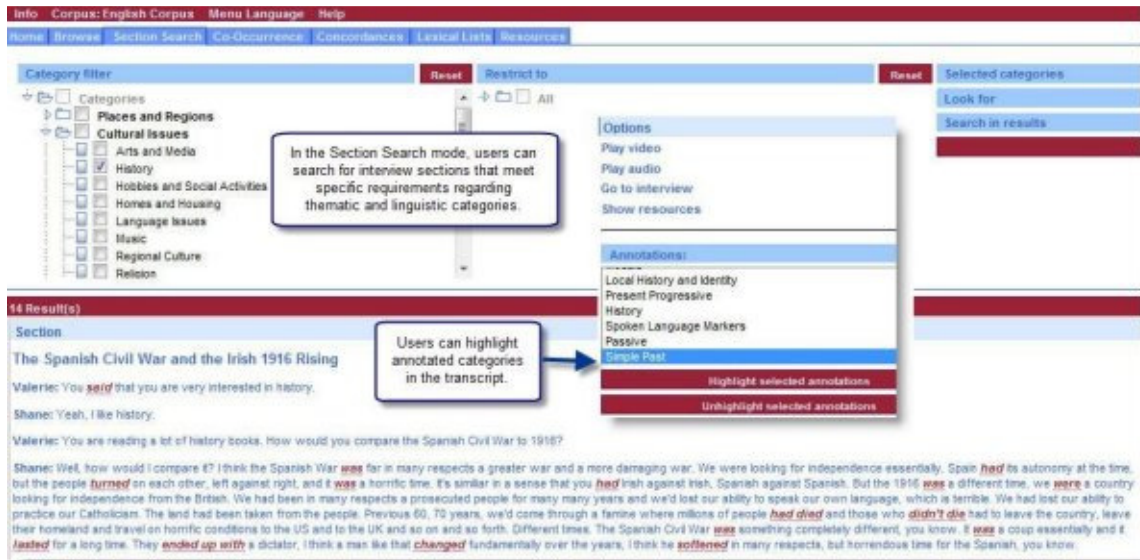 Info Corpus: English Corpus Menu Language Help
Home Browse Section Search Co-Occurrence Concordances Lexical Lists Resources
Category filter Reset Restrict to Reset Selected categories
Categories All Look for
Places and Regions Search in results
Cultural Issues
Arts and Media
History
Hobbies and Social Activities
Homes and Housing
Language Issues
Music
Regional Culture
Religion
In the Section Search mode, users can
search for interview sections that meet
specific requirements regarding
thematic and linguistic categories.
Options
Play video
Play audio
Go to interview
Show resources
Annotations:
Local History and Identity
Present Progressive
History
Spoken Language Markers
Passive
Simple Past
Highlight selected annotations
Unhighlight selected annotations
Users can highlight
annotated categories
in the transcript.
14 Result(s)
Section
The Spanish Civil War and the Irish 1916 Rising
Valerie: You said that you are very interested in history.
Shane: Yeah, I like history.
Valerie: You are reading a lot of history books. How would you compare the Spanish Civil War to 1916?
Shane: Well, how would I compare it? I think the Spanish War was far in many respects a greater war and a more damaging war. We were looking for independence essentially. Spain had its autonomy at the time,
but the people turned on each other, left against right, and it was a horrific time. It's similar in a sense that you had Irish against Irish, Spanish against Spanish. But the 1916 was a different time, we were a country
looking for independence from the British. We had been in many respects a prosecuted people for many many years and we'd lost our ability to speak our own language, which is terrible. We had lost our ability to
practice our Catholicism. The land had been taken from the people. Previous 60, 70 years, we'd come through a famine where millions of people had died and those who didn't die had to leave the country, leave
their homeland and travel on horrific conditions to the US and to the UK and so on and so forth. Different times. The Spanish Civil War was something completely different, you know. It was a coup essentially and it
lasted for a long time. They ended up with a dictator, I think a man like that changed fundamentally over the years, I think he softened in many respects, but horrendous time for the Spanish, you know.